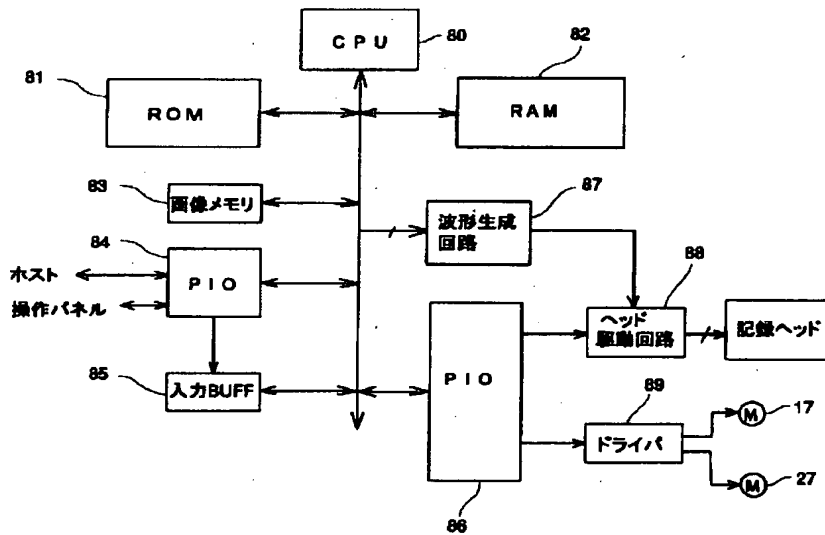 CPU
80
81
ROM
82
RAM
83
画像メモリ
84
ホスト
操作パネル
PIO
85
入力BUFF
87
波形生成
回路
88
ヘッド
駆動回路
記録ヘッド
PIO
86
89
ドライバ
M
17
M
27